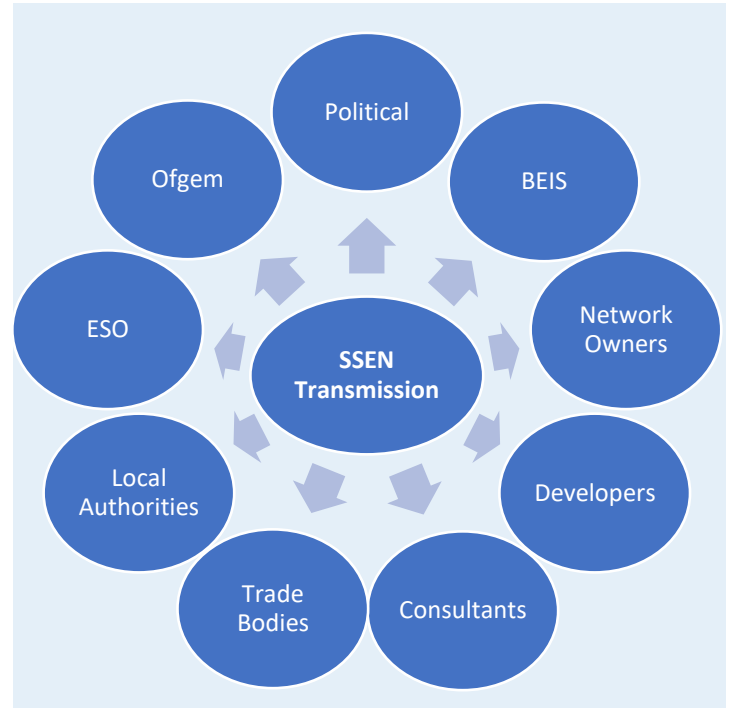 Political
BEIS
Network
Owners
Developers
Consultants
Trade
Bodies
Local
Authorities
ESO
Ofgem
SSEN
Transmission